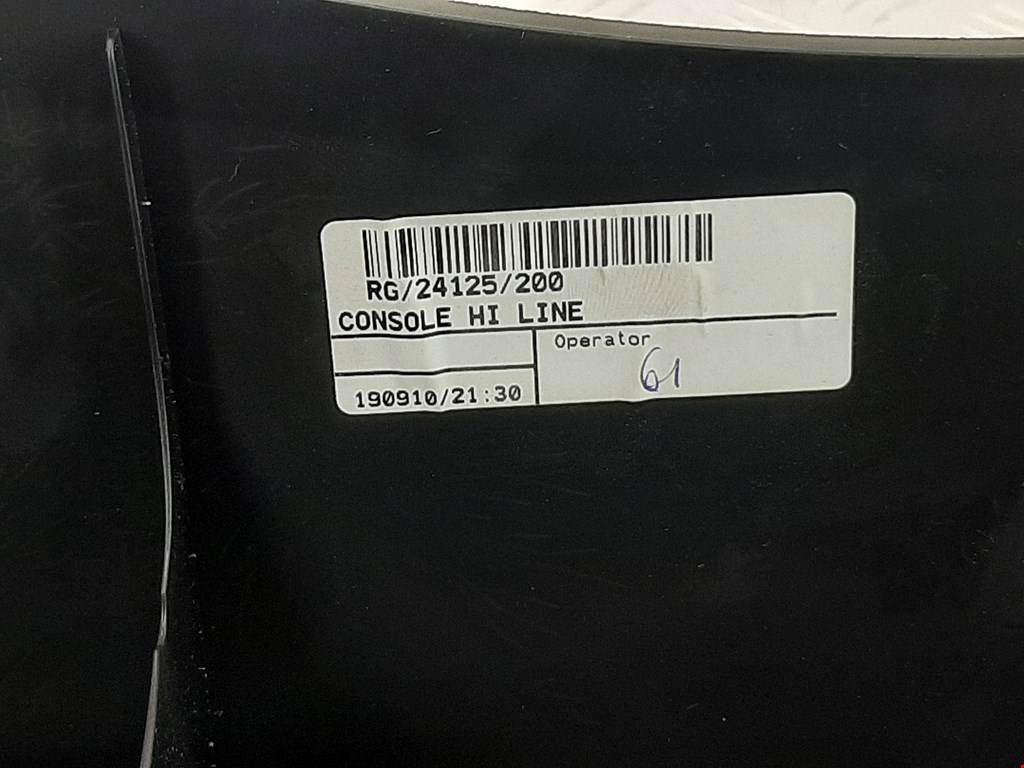 RG/24125/200
CONSOLE HI LINE
Operator
61
190910/21:30